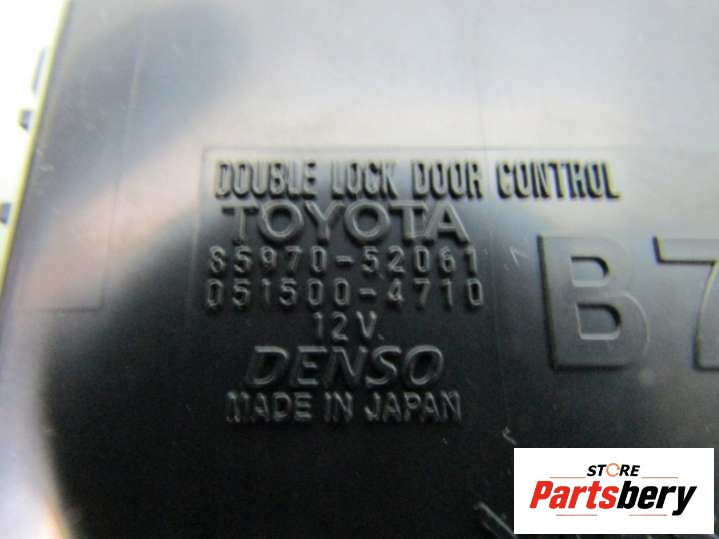 DOUBLE LOCK DOOR CONTROL
TOYOTA
85970-52061
051500-4710
12V.
DENSO
MADE IN JAPAN
B7
STORE
Partsbery